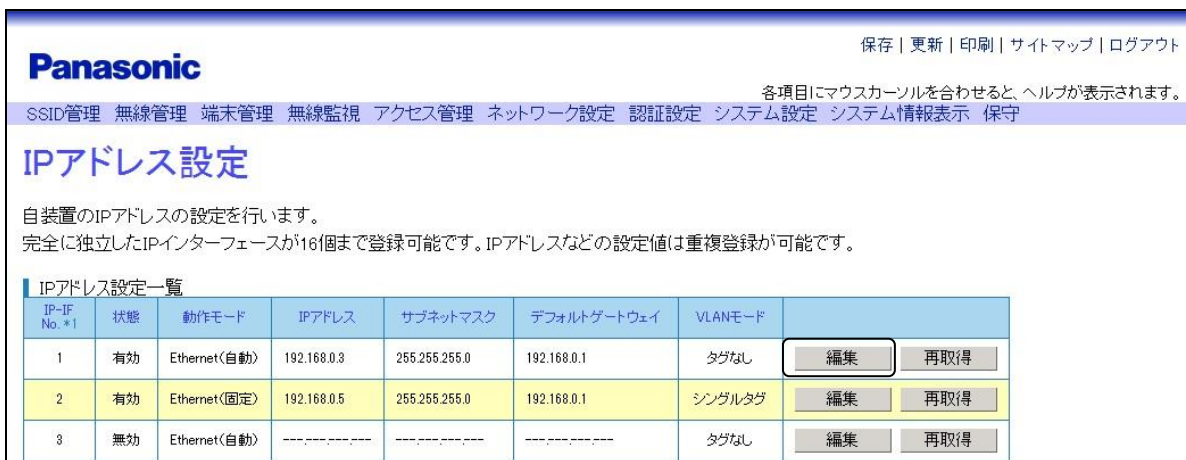 保存 | 更新 | 印刷 | サイトマップ | ログアウト
Panasonic
各項目にマウスカーソルを合わせると、ヘルプが表示されます。
SSID管理 無線管理 端末管理 無線監視 アクセス管理 ネットワーク設定 認証設定 システム設定 システム情報表示 保守
IPアドレス設定
自装置のIPアドレスの設定を行います。
完全に独立したIPインターフェースが16個まで登録可能です。IPアドレスなどの設定値は重複登録が可能です。
IPアドレス設定一覧
IP-IF No.*1 状態 動作モード IPアドレス サブネットマスク デフォルトゲートウェイ VLANモード
1 有効 Ethernet(自動) 192.168.0.3 255.255.255.0 192.168.0.1 タグなし 編集 再取得
2 有効 Ethernet(固定) 192.168.0.5 255.255.255.0 192.168.0.1 シングルタグ 編集 再取得
3 無効 Ethernet(自動) ---.---.---.--- ---.---.---.--- ---.---.---.--- タグなし 編集 再取得